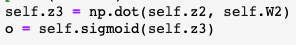 self.z3 = np.dot(self.z2, self.W2)
o = self.sigmoid(self.z3)